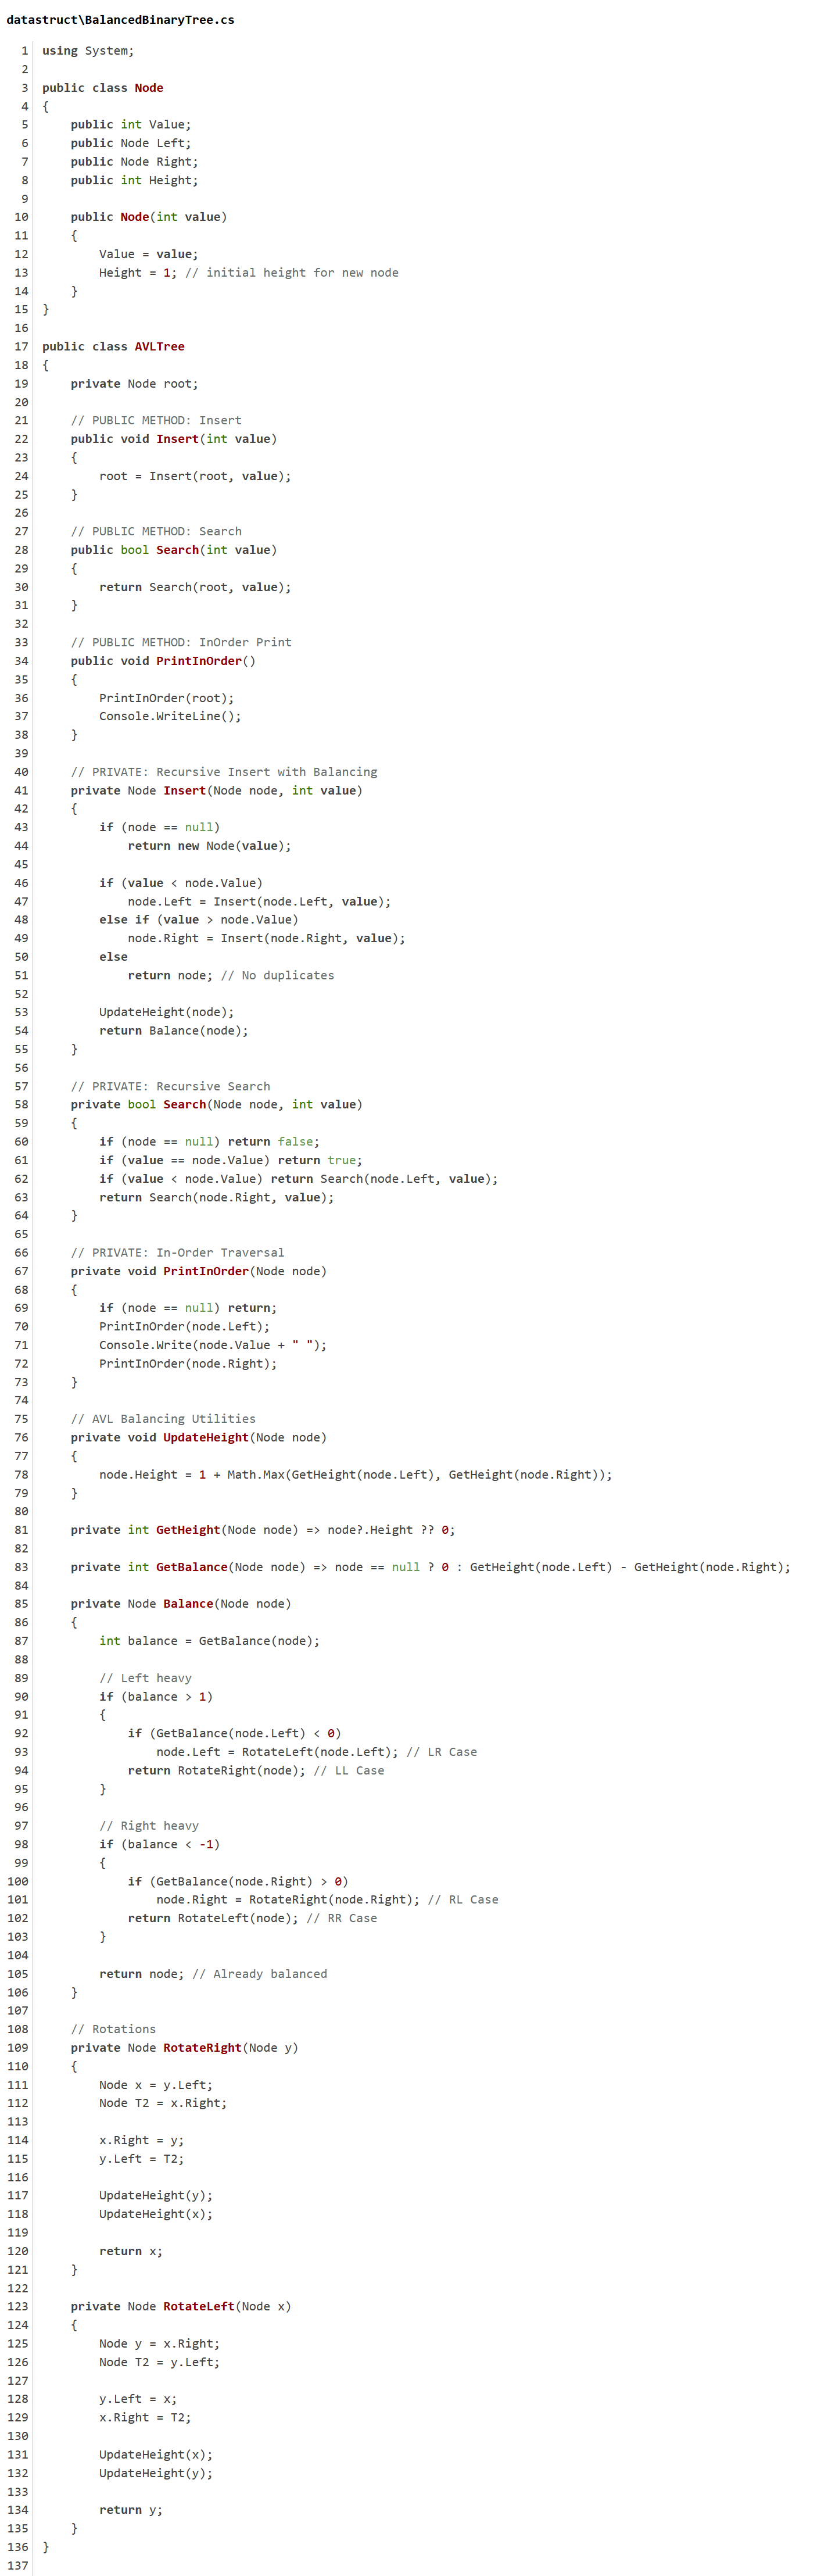 datastruct\BalancedBinaryTree.cs
1 using System;
2
3 public class Node
4 {
5     public int Value;
6     public Node Left;
7     public Node Right;
8     public int Height;
9
10     public Node(int value)
11     {
12         Value = value;
13         Height = 1; // initial height for new node
14     }
15 }
16
17 public class AVLTree
18 {
19     private Node root;
20
21     // PUBLIC METHOD: Insert
22     public void Insert(int value)
23     {
24         root = Insert(root, value);
25     }
26
27     // PUBLIC METHOD: Search
28     public bool Search(int value)
29     {
30         return Search(root, value);
31     }
32
33     // PUBLIC METHOD: InOrder Print
34     public void PrintInOrder()
35     {
36         PrintInOrder(root);
37         Console.WriteLine();
38     }
39
40     // PRIVATE: Recursive Insert with Balancing
41     private Node Insert(Node node, int value)
42     {
43         if (node == null)
44             return new Node(value);
45
46         if (value < node.Value)
47             node.Left = Insert(node.Left, value);
48         else if (value > node.Value)
49             node.Right = Insert(node.Right, value);
50         else
51             return node; // No duplicates
52
53         UpdateHeight(node);
54         return Balance(node);
55     }
56
57     // PRIVATE: Recursive Search
58     private bool Search(Node node, int value)
59     {
60         if (node == null) return false;
61         if (value == node.Value) return true;
62         if (value < node.Value) return Search(node.Left, value);
63         return Search(node.Right, value);
64     }
65
66     // PRIVATE: In-Order Traversal
67     private void PrintInOrder(Node node)
68     {
69         if (node == null) return;
70         PrintInOrder(node.Left);
71         Console.Write(node.Value + " ");
72         PrintInOrder(node.Right);
73     }
74
75     // AVL Balancing Utilities
76     private void UpdateHeight(Node node)
77     {
78         node.Height = 1 + Math.Max(GetHeight(node.Left), GetHeight(node.Right));
79     }
80
81     private int GetHeight(Node node) => node?.Height ?? 0;
82
83     private int GetBalance(Node node) => node == null ? 0 : GetHeight(node.Left) - GetHeight(node.Right);
84
85     private Node Balance(Node node)
86     {
87         int balance = GetBalance(node);
88
89         // Left heavy
90         if (balance > 1)
91         {
92             if (GetBalance(node.Left) < 0)
93                 node.Left = RotateLeft(node.Left); // LR Case
94             return RotateRight(node); // LL Case
95         }
96
97         // Right heavy
98         if (balance < -1)
99         {
100             if (GetBalance(node.Right) > 0)
101                 node.Right = RotateRight(node.Right); // RL Case
102             return RotateLeft(node); // RR Case
103         }
104
105         return node; // Already balanced
106     }
107
108     // Rotations
109     private Node RotateRight(Node y)
110     {
111         Node x = y.Left;
112         Node T2 = x.Right;
113
114         x.Right = y;
115         y.Left = T2;
116
117         UpdateHeight(y);
118         UpdateHeight(x);
119
120         return x;
121     }
122
123     private Node RotateLeft(Node x)
124     {
125         Node y = x.Right;
126         Node T2 = y.Left;
127
128         y.Left = x;
129         x.Right = T2;
130
131         UpdateHeight(x);
132         UpdateHeight(y);
133
134         return y;
135     }
136 }
137